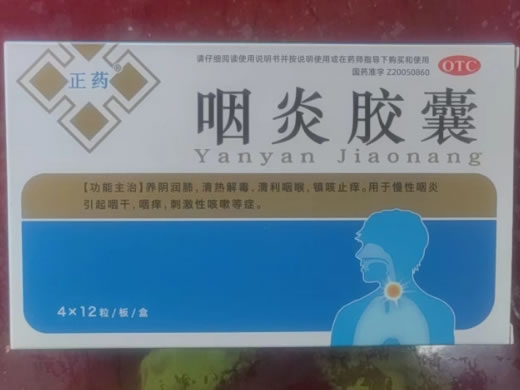 正药®
请仔细阅读使用说明书并按说明使用或在药师指导下购买和使用
国药准字 Z20050860
OTC
咽炎胶囊
Yanyan Jiaonang
【功能主治】养阴润肺,清热解毒,清利咽喉,镇咳止痒。用于慢性咽炎
引起咽干,咽痒,刺激性咳嗽等症。
4×12粒/板/盒